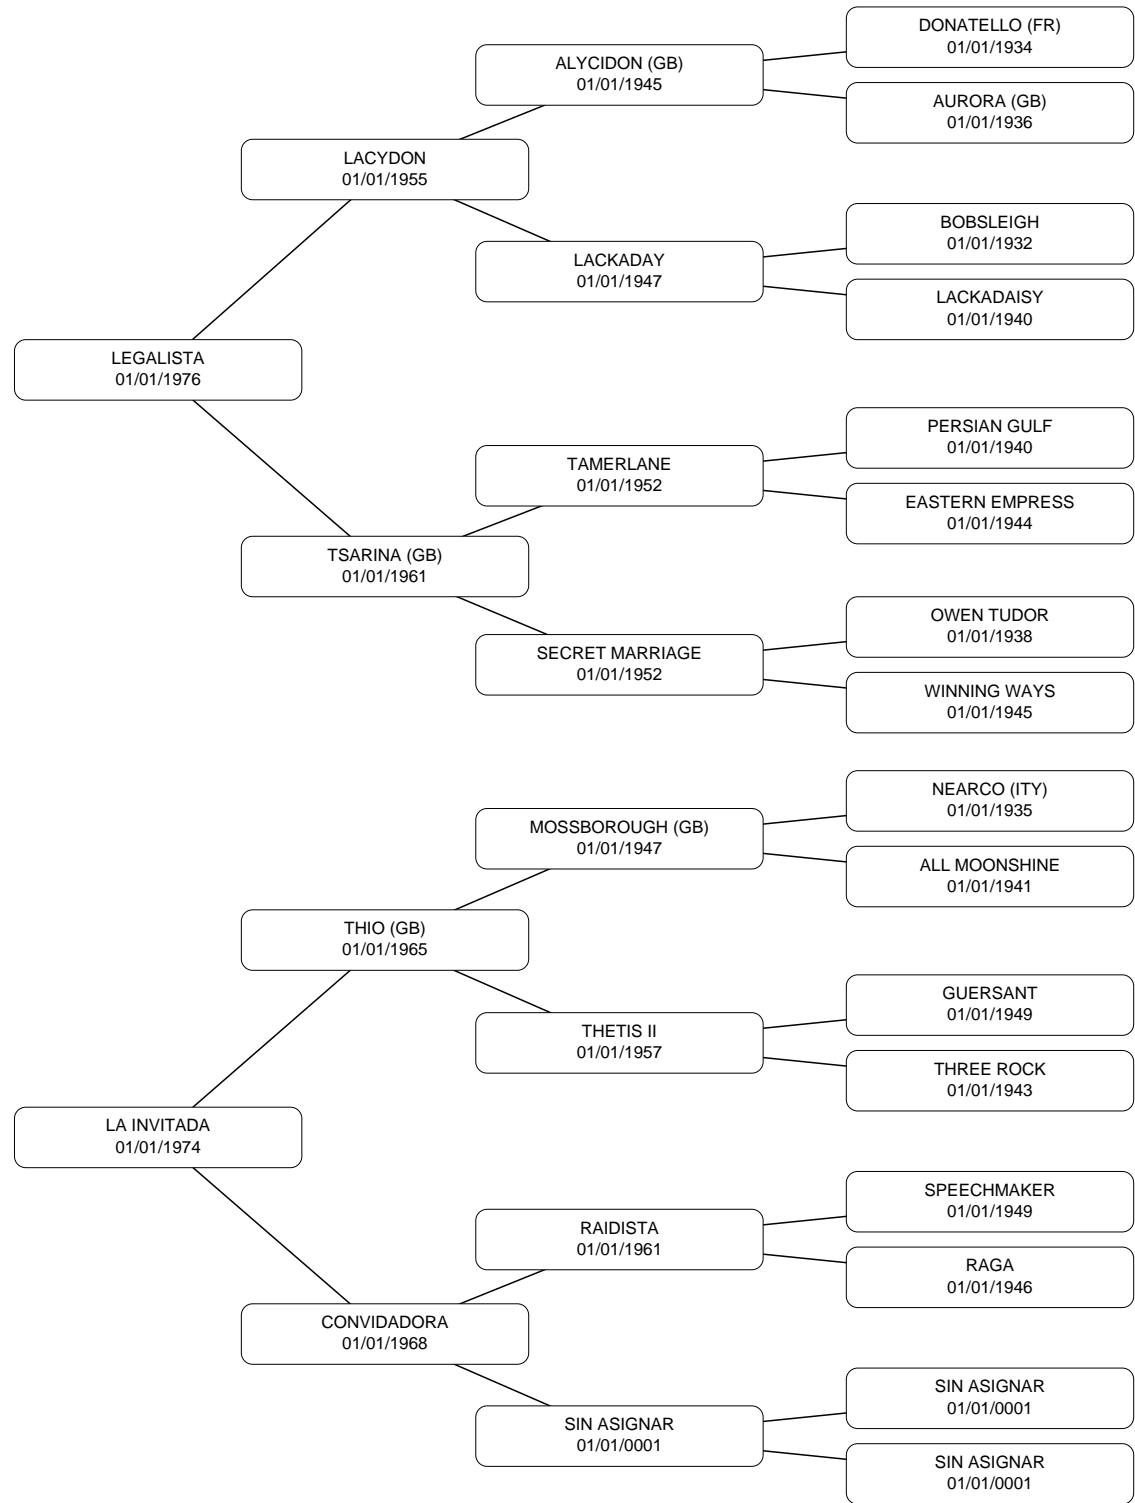 DONATELLO (FR)
01/01/1934
ALYCIDON (GB)
01/01/1945
AURORA (GB)
01/01/1936
LACYDON
01/01/1955
BOBSLEIGH
01/01/1932
LACKADAY
01/01/1947
LACKADAISY
01/01/1940
LEGALISTA
01/01/1976
PERSIAN GULF
01/01/1940
TAMERLANE
01/01/1952
EASTERN EMPRESS
01/01/1944
TSARINA (GB)
01/01/1961
OWEN TUDOR
01/01/1938
SECRET MARRIAGE
01/01/1952
WINNING WAYS
01/01/1945
NEARCO (ITY)
01/01/1935
MOSSBOROUGH (GB)
01/01/1947
ALL MOONSHINE
01/01/1941
THIO (GB)
01/01/1965
GUERSANT
01/01/1949
THETIS II
01/01/1957
THREE ROCK
01/01/1943
LA INVITADA
01/01/1974
SPEECHMAKER
01/01/1949
RAIDISTA
01/01/1961
RAGA
01/01/1946
CONVIDADORA
01/01/1968
SIN ASIGNAR
01/01/0001
SIN ASIGNAR
01/01/0001
SIN ASIGNAR
01/01/0001